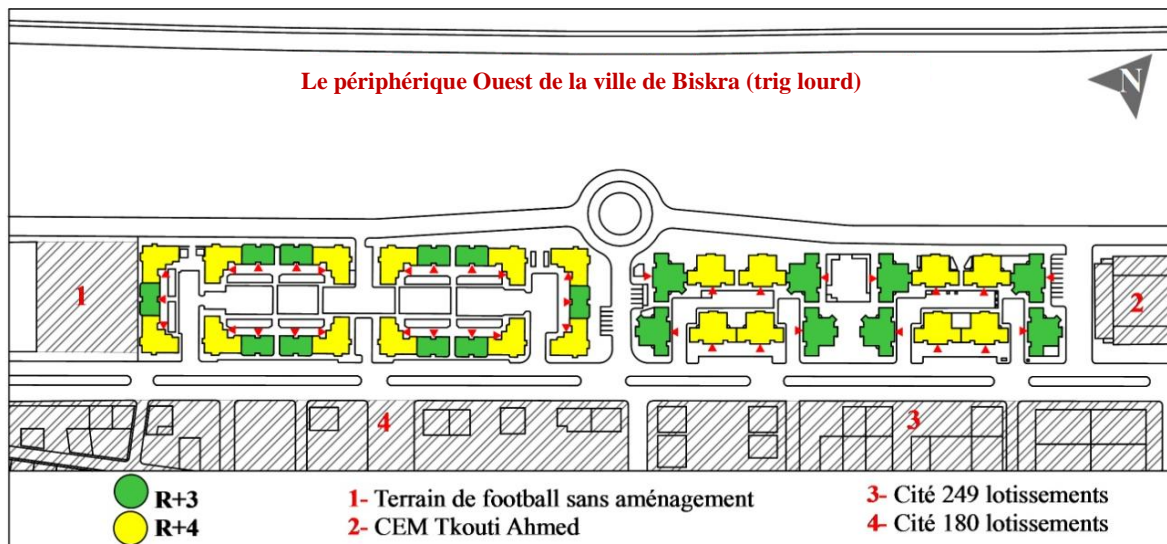 Le périphérique Ouest de la ville de Biskra (trig lourd)
N
1
2
4
3
R+3
R+4
1- Terrain de football sans aménagement
2- CEM Tkouti Ahmed
3- Cité 249 lotissements
4- Cité 180 lotissements